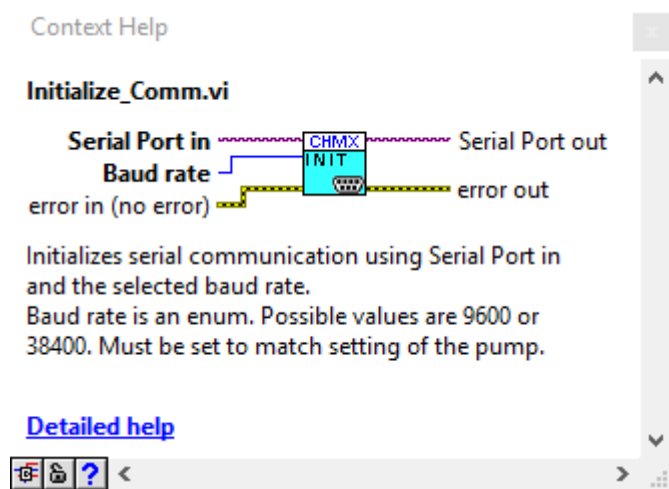 Context Help
x
Initialize_Comm.vi
Serial Port in
CHMX
Serial Port out
INIT
Baud rate
error out
error in (no error)
Initializes serial communication using Serial Port in
and the selected baud rate.
Baud rate is an enum. Possible values are 9600 or
38400. Must be set to match setting of the pump.
Detailed help
?